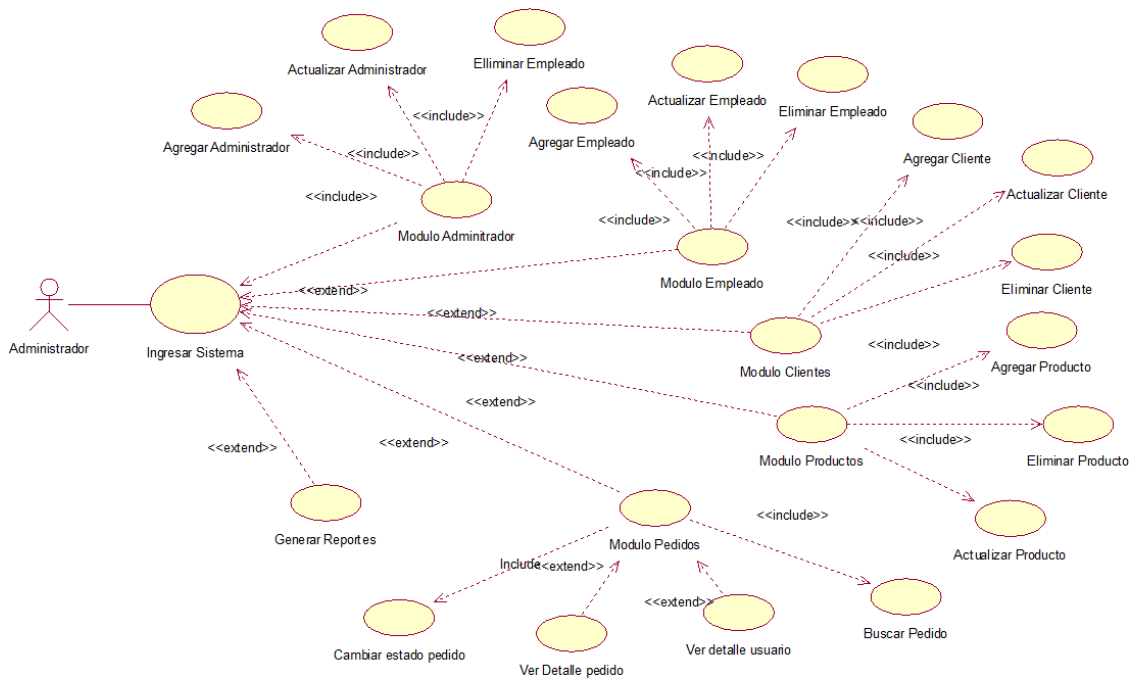 Actualizar Administrador
Elliminar Empleado
Actualizar Empleado
Eliminar Empleado
<<include>>
Agregar Administrador
Agregar Empleado
<<include>>
<<include>>
Agregar Cliente
<<include>>
Actualizar Cliente
<<include>>
<<include>>
<<include>>
<<include>>
Modulo Adminitrador
<<include>>
Modulo Empleado
Eliminar Cliente
<<extend>>
<<extend>>
Administrador
Ingresar Sistema
<<extend>>
Modulo Clientes
<<include>>
Agregar Producto
<<include>>
<<extend>>
<<extend>>
<<extend>>
Modulo Productos
<<include>>
Eliminar Producto
Generar Reportes
Modulo Pedidos
<<include>>
Actualizar Producto
Include
<<extend>>
<<extend>>
Cambiar estado pedido
Ver Detalle pedido
Ver detalle usuario
Buscar Pedido